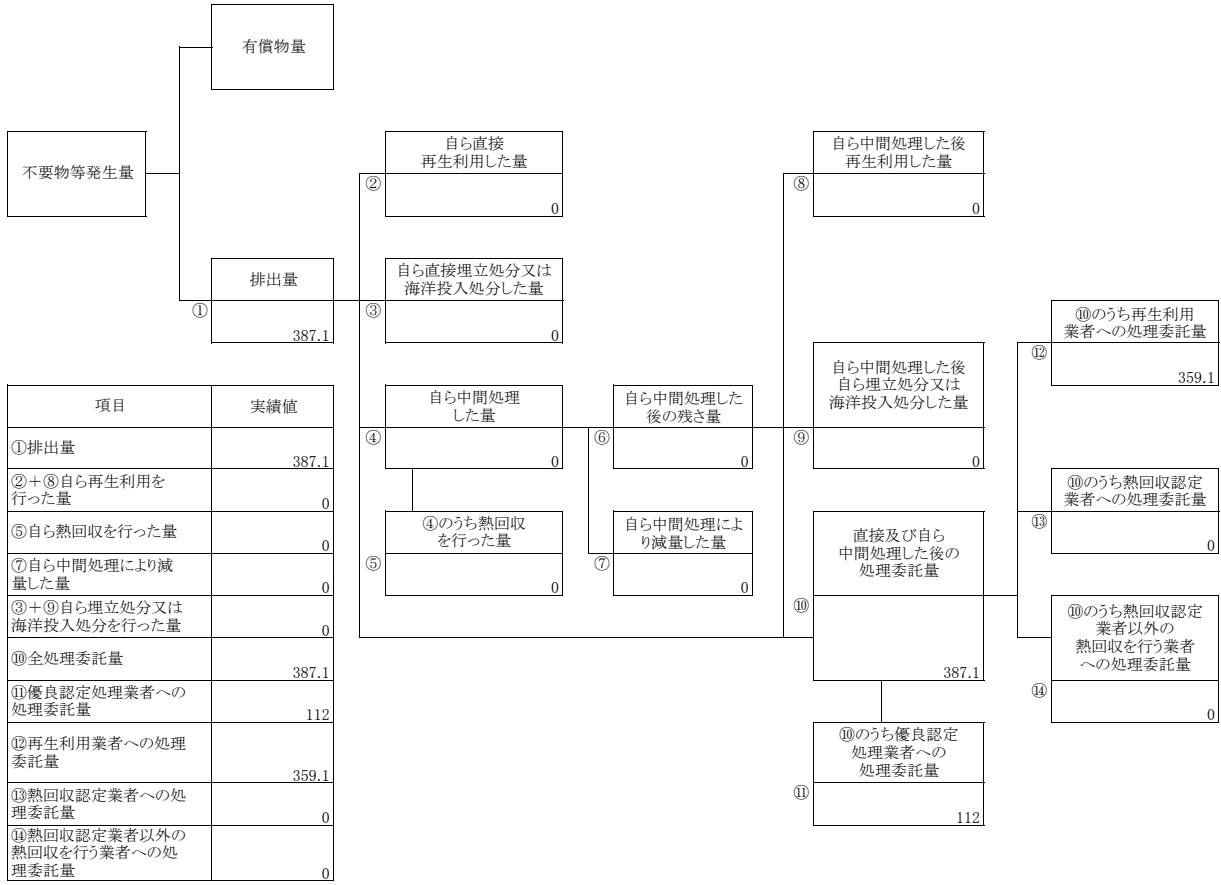 有償物量
不要物等発生量
自ら直接
再生利用した量
②
0
自ら中間処理した後
再生利用した量
⑧
0
排出量
①
387.1
自ら直接埋立処分又は
海洋投入処分した量
③
0
⑩のうち再生利用
業者への処理委託量
⑫
359.1
自ら中間処理
した量
④
0
自ら中間処理した
後の残さ量
⑥
0
自ら中間処理した後
自ら埋立処分又は
海洋投入処分した量
⑨
0
⑩のうち熱回収認定
業者への処理委託量
⑬
0
④のうち熱回収
を行った量
⑤
0
自ら中間処理によ
り減量した量
⑦
0
直接及び自ら
中間処理した後の
処理委託量
⑩
387.1
⑩のうち熱回収認定
業者以外の
熱回収を行う業者
への処理委託量
⑭
0
⑩のうち優良認定
処理業者への
処理委託量
⑪
112
項目 実績値
①排出量
387.1
②＋⑧自ら再生利用を
行った量
0
⑤自ら熱回収を行った量
0
⑦自ら中間処理により減
量した量
0
③＋⑨自ら埋立処分又は
海洋投入処分を行った量
0
⑩全処理委託量
387.1
⑪優良認定処理業者への
処理委託量
112
⑫再生利用業者への処理
委託量
359.1
⑬熱回収認定業者への処
理委託量
0
⑭熱回収認定業者以外の
熱回収を行う業者への処
理委託量
0